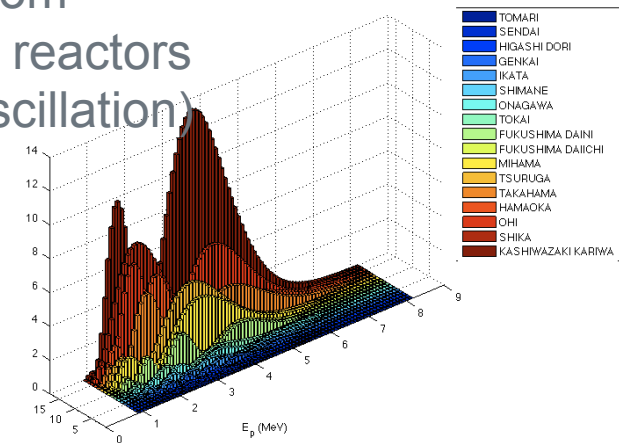 om
reactors
scillation)
14
12
10
8
6
4
2
0
15
10
5
0
1
2
3
4
5
6
7
8
9
E_p (MeV)
TOMARI
SENDAI
HIGASHI DORI
GENKAI
IKATA
SHIMANE
ONAGAWA
TOKAI
FUKUSHIMA DAINI
FUKUSHIMA DAIICHI
MIHAMA
TSURUGA
TAKAHAMA
HAMAOKA
OHI
SHIKA
KASHIWAZAKI KARIWA